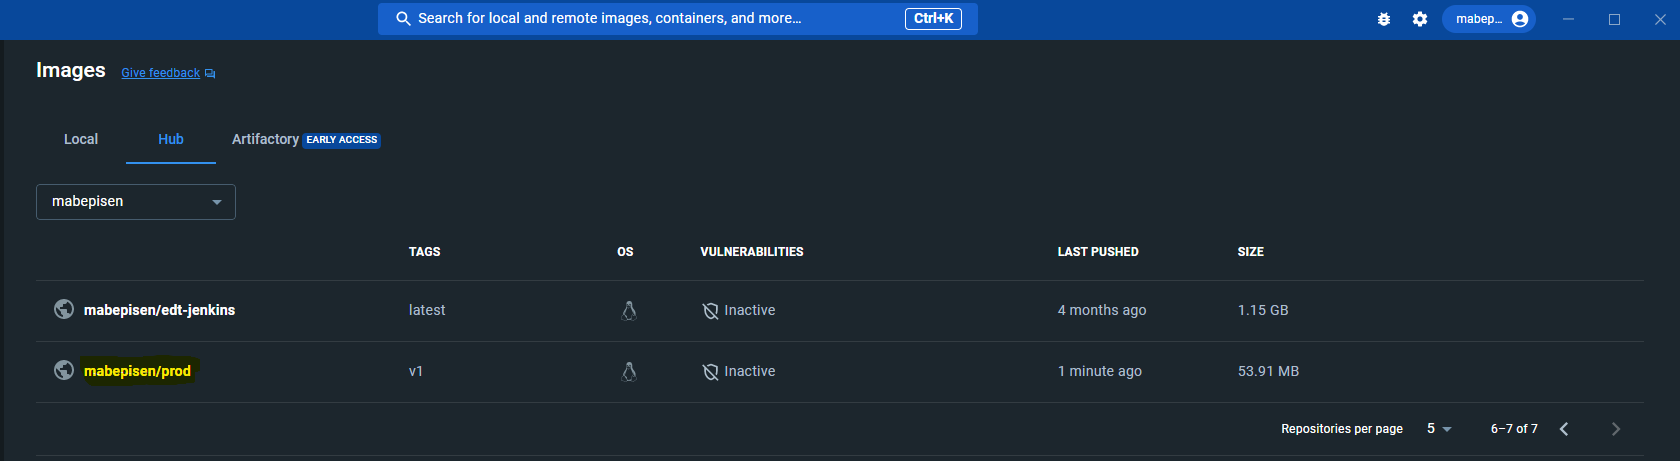 Search for local and remote images, containers, and more... Ctrl+K mabep...
Images Give feedback
Local Hub Artifactory EARLY ACCESS
mabepisen
TAGS OS VULNERABILITIES LAST PUSHED SIZE
mabepisen/edt-jenkins latest Inactive 4 months ago 1.15 GB
mabepisen/prod v1 Inactive 1 minute ago 53.91 MB
Repositories per page 5 6–7 of 7